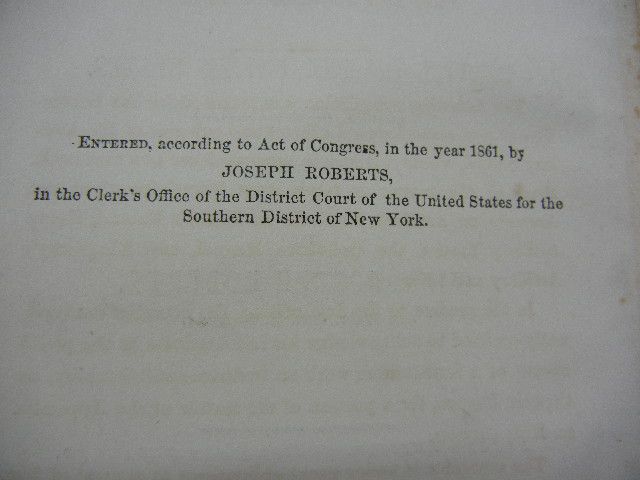 ENTERED, according to Act of Congress, in the year 1861, by
JOSEPH ROBERTS,
in the Clerk's Office of the District Court of the United States for the
Southern District of New York.